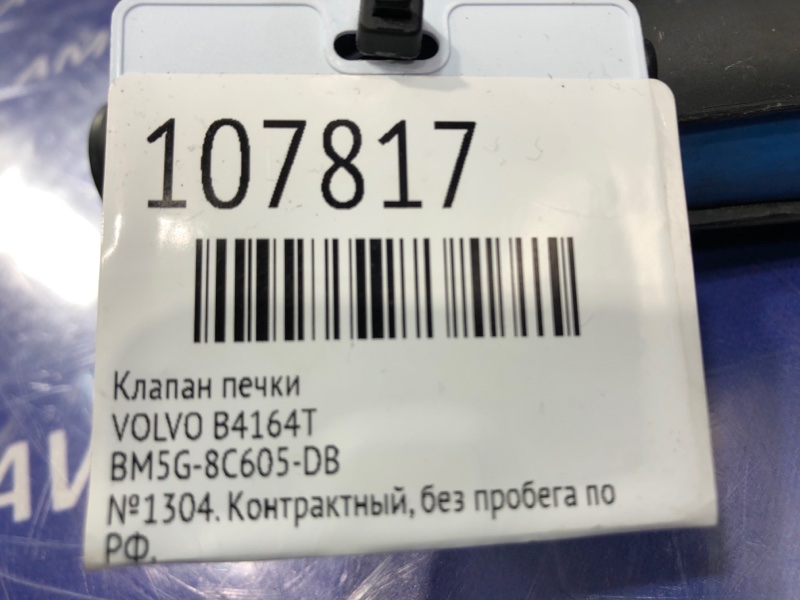 107817
Клапан печки
VOLVO B4164T
BM5G-8C605-DB
№1304. Контрактный, без пробега по
РФ.